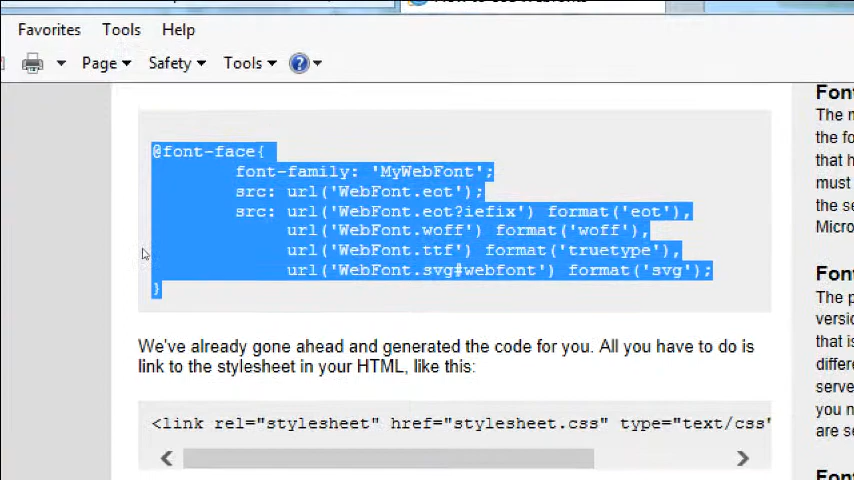 Favorites Tools Help
Page Safety Tools ?
@font-face{
font-family: 'MyWebFont';
src: url('WebFont.eot');
src: url('WebFont.eot?iefix') format('eot'),
url('WebFont.woff') format('woff'),
url('WebFont.ttf') format('truetype'),
url('WebFont.svg#webfont') format('svg');
}
We've already gone ahead and generated the code for you. All you have to do is
link to the stylesheet in your HTML, like this:
<link rel="stylesheet" href="stylesheet.css" type="text/css"
Font
The m
the fo
that h
must
the se
Micro
Font
The p
versio
that is
differe
server
you n
are se
Font